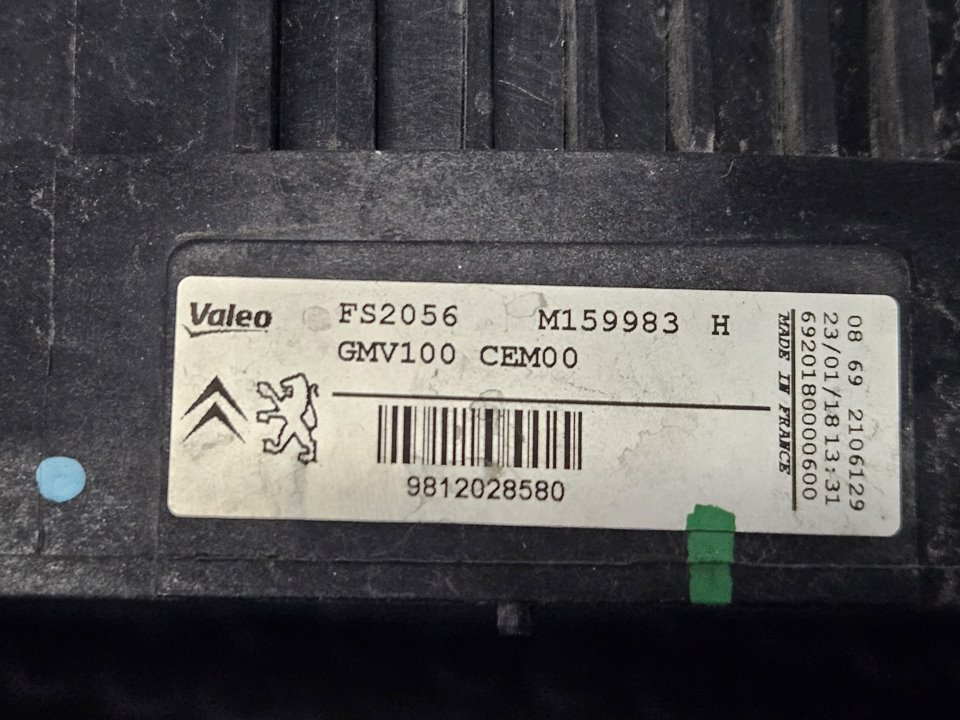 Valeo
FS2056 M159983 H
GMV100 CEM00
9812028580
MADE IN FRANCE
08 69 2106129
23/01/18 13:31
6920180000600